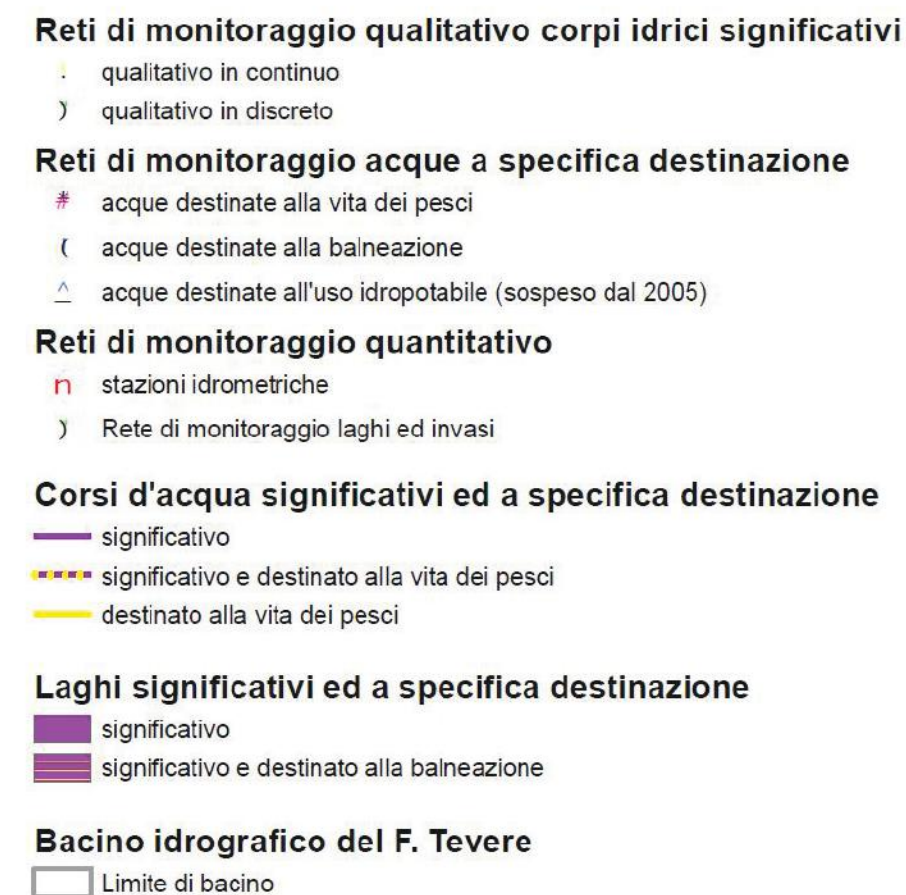 Reti di monitoraggio qualitativo corpi idrici significativi
! qualitativo in continuo
) qualitativo in discreto
Reti di monitoraggio acque a specifica destinazione
# acque destinate alla vita dei pesci
( acque destinate alla balneazione
^ acque destinate all'uso idropotabile (sospeso dal 2005)
Reti di monitoraggio quantitativo
n stazioni idrometriche
) Rete di monitoraggio laghi ed invasi
Corsi d'acqua significativi ed a specifica destinazione
significativo
significativo e destinato alla vita dei pesci
destinato alla vita dei pesci
Laghi significativi ed a specifica destinazione
significativo
significativo e destinato alla balneazione
Bacino idrografico del F. Tevere
Limite di bacino